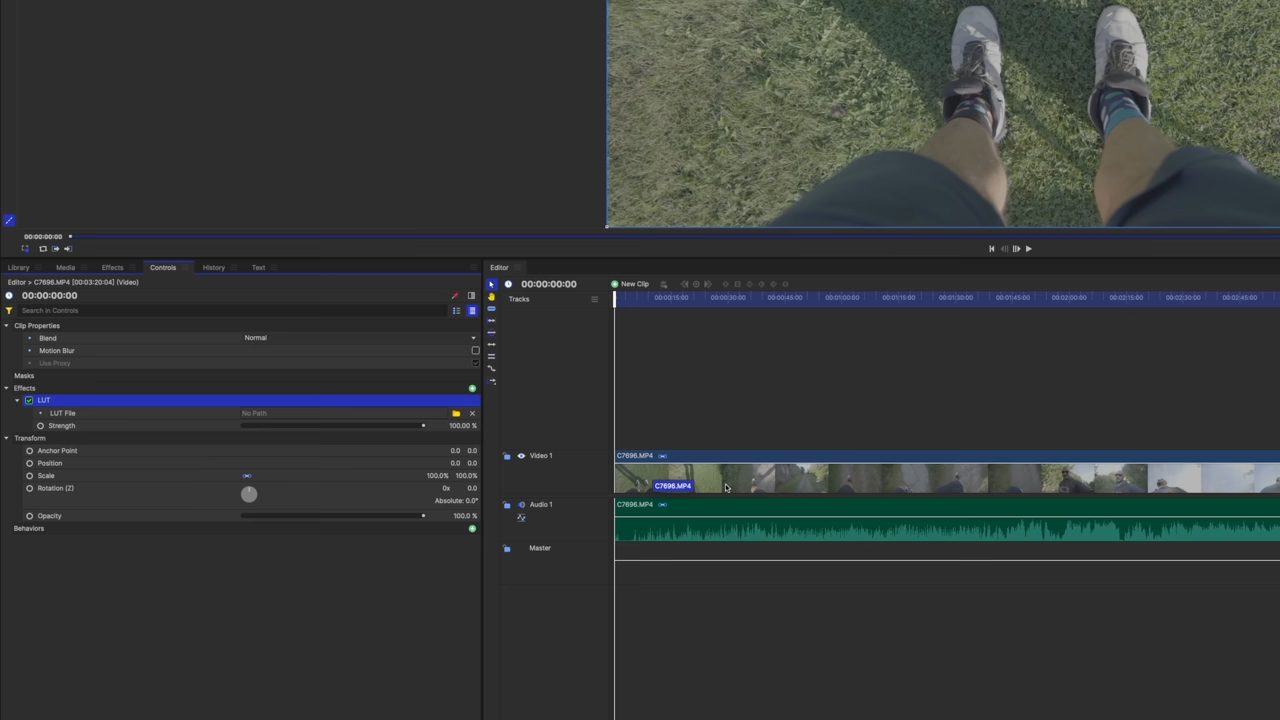 00:00:00:00
Library Media Effects Controls History Text
Editor > C7696.MP4 [00:03:20:04] (Video)
00:00:00:00
Search in Controls
Clip Properties
Blend Normal
Motion Blur
Use Proxy
Masks
Effects
LUT
LUT File No Path
Strength 100.00 %
Transform
Anchor Point 0.0 0.0
Position 0.0 0.0
Scale 100.0% 100.0%
Rotation (Z) 0x 0.0
Absolute: 0.0°
Opacity 100.0 %
Behaviors
Editor
00:00:00:00 New Clip
Tracks
00:00:15:00 00:00:30:00 00:00:45:00 00:01:00:00 00:01:15:00 00:01:30:00 00:01:45:00 00:02:00:00 00:02:15:00 00:02:30:00 00:02:45:00
Video 1 C7696.MP4
C7696.MP4
Audio 1 C7696.MP4
Master